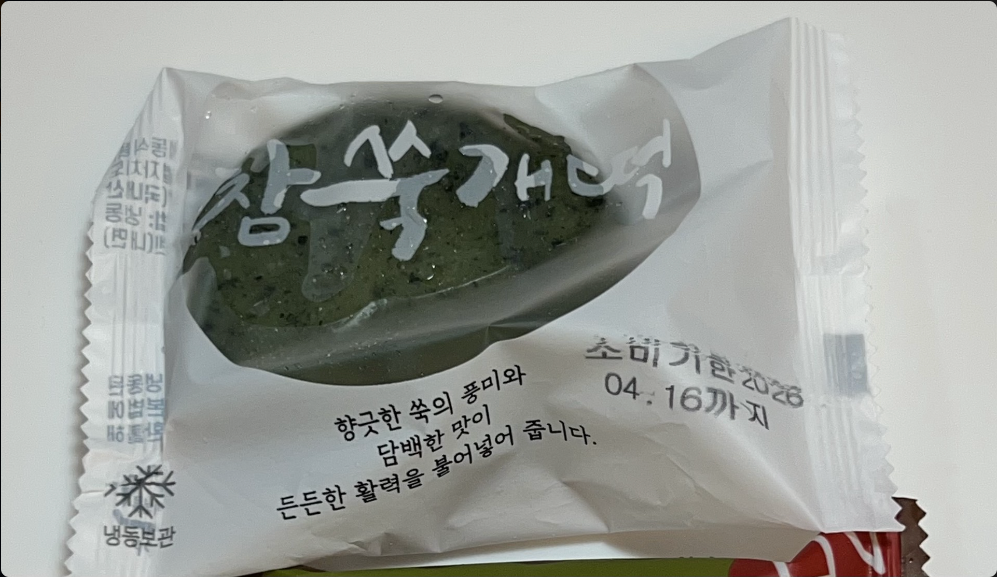 참쑥개떡
향긋한 쑥의 풍미와
담백한 맛이
든든한 활력을 불어넣어 줍니다.
소비기한 2026
04.16까지
냉동보관